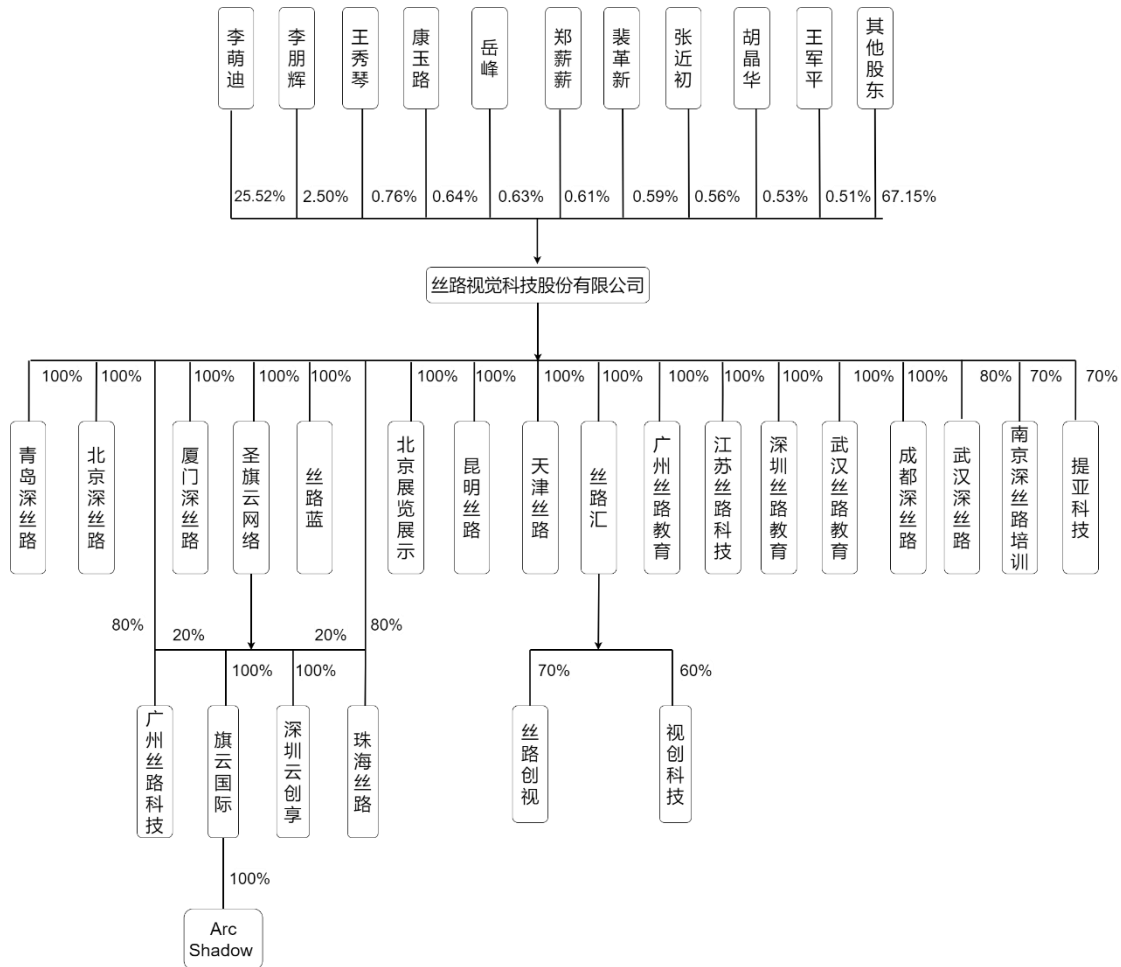 李萌迪
李朋辉
王秀琴
康玉路
岳峰
郑薪薪
裴革新
张近初
胡晶华
王军平
其他股东
25.52%
2.50%
0.76%
0.64%
0.63%
0.61%
0.59%
0.56%
0.53%
0.51%
67.15%
丝路视觉科技股份有限公司
100%
100%
100%
100%
100%
100%
100%
100%
100%
100%
100%
100%
100%
100%
80%
70%
70%
青岛深丝路
北京深丝路
厦门深丝路
圣旗云网络
丝路蓝
北京展览展示
昆明丝路
天津丝路
丝路汇
广州丝路教育
江苏丝路科技
深圳丝路教育
武汉丝路教育
成都深丝路
武汉深丝路
南京深丝路培训
提亚科技
80%
20%
20%
80%
100%
100%
70%
60%
广州丝路科技
旗云国际
深圳云创享
珠海丝路
丝路创视
视创科技
100%
Arc
Shadow